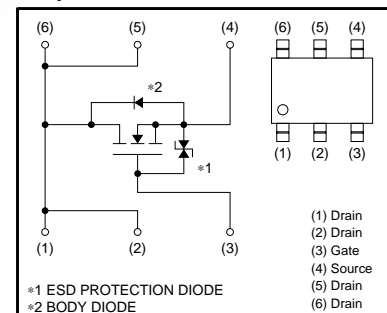 (6) (5) (4) (6) (5) (4)
∗2
∗1
(1) (2) (3)
(1) (2) (3)
(1) Drain
(2) Drain
(3) Gate
(4) Source
(5) Drain
(6) Drain
∗1 ESD PROTECTION DIODE
∗2 BODY DIODE